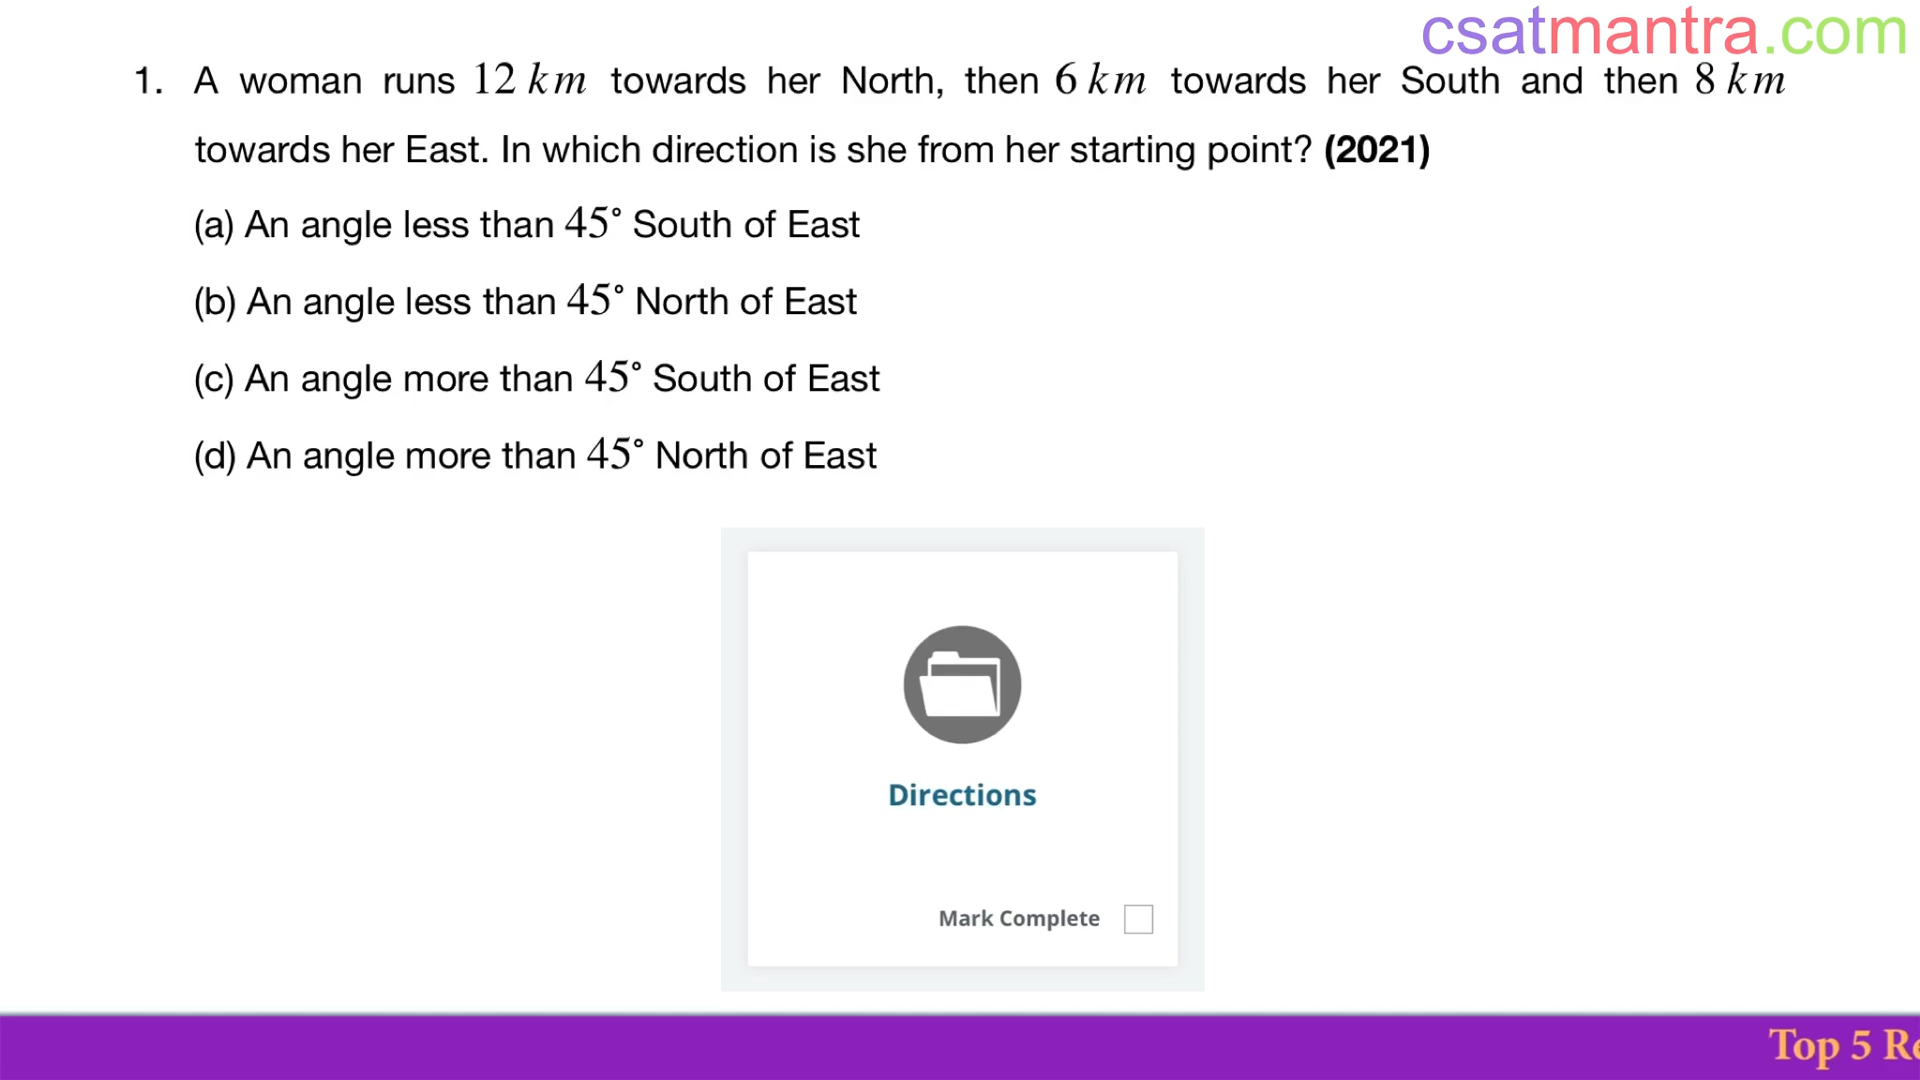 csatmantra.com
1. A woman runs 12 km towards her North, then 6 km towards her South and then 8 km
towards her East. In which direction is she from her starting point? (2021)
(a) An angle less than 45° South of East
(b) An angle less than 45° North of East
(c) An angle more than 45° South of East
(d) An angle more than 45° North of East
Directions
Mark Complete
Top 5